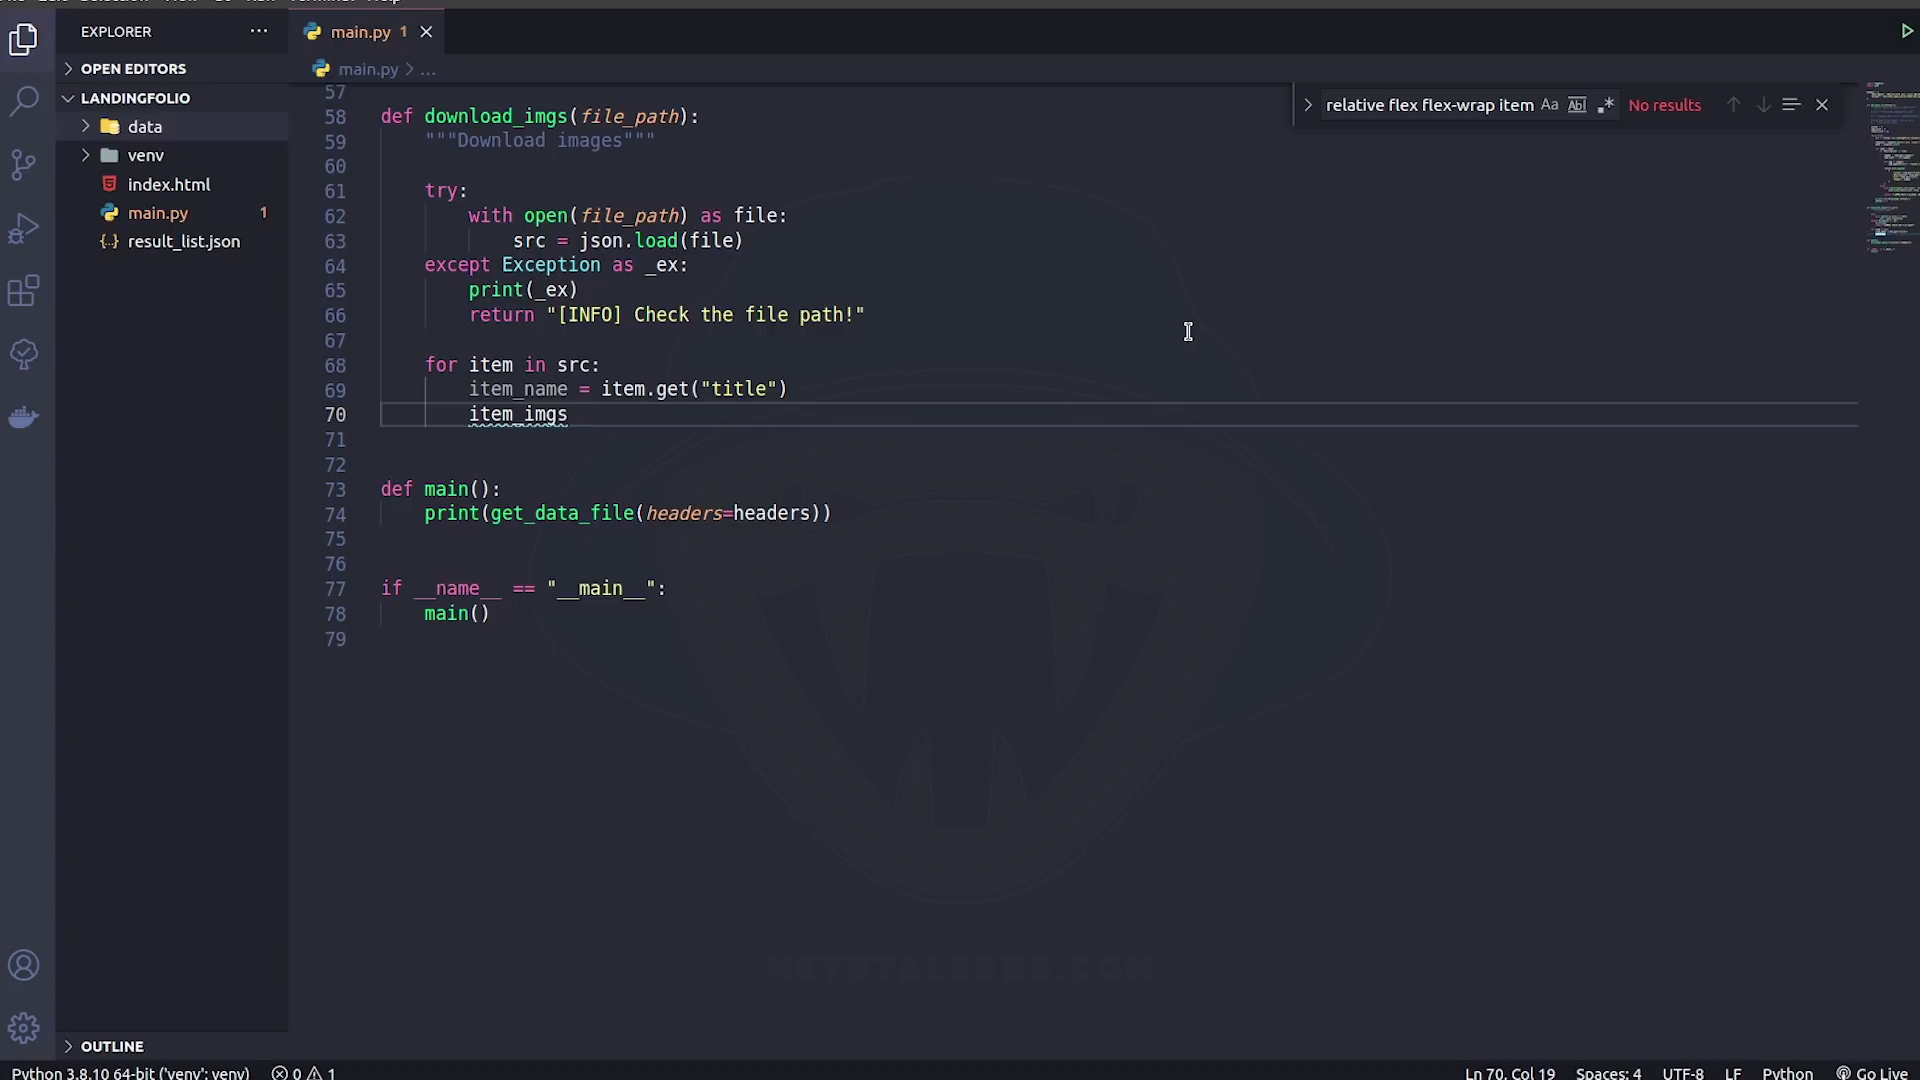 EXPLORER
main.py 1
OPEN EDITORS
main.py > ...
LANDINGFOLIO
data
venv
index.html
main.py 1
result_list.json
relative flex flex-wrap item Aa Abl .* No results
57
58 def download_imgs(file_path):
59 """Download images"""
60
61 try:
62 with open(file_path) as file:
63 src = json.load(file)
64 except Exception as _ex:
65 print(_ex)
66 return "[INFO] Check the file path!"
67
68 for item in src:
69 item_name = item.get("title")
70 item_imgs
71
72
73 def main():
74 print(get_data_file(headers=headers))
75
76
77 if __name__ == "__main__":
78 main()
79
OUTLINE
Python 3.8.10 64-bit ('venv': venv) 0 1 Ln 70, Col 19 Spaces: 4 UTF-8 LF Python Go Live